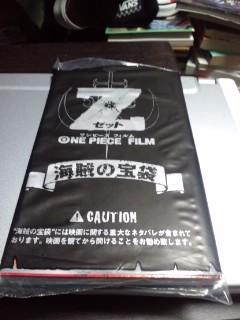 VANS
Z
ゼット
ワンピース フィルム
ONE PIECE FILM
海賊の宝袋
CAUTION
"海賊の宝袋"には映画に関する重大なネタバレが含まれて
おります。映画を観てから開けることをお勧め致します。